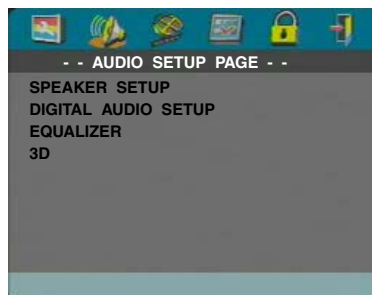 - - AUDIO SETUP PAGE - -
SPEAKER SETUP
DIGITAL AUDIO SETUP
EQUALIZER
3D